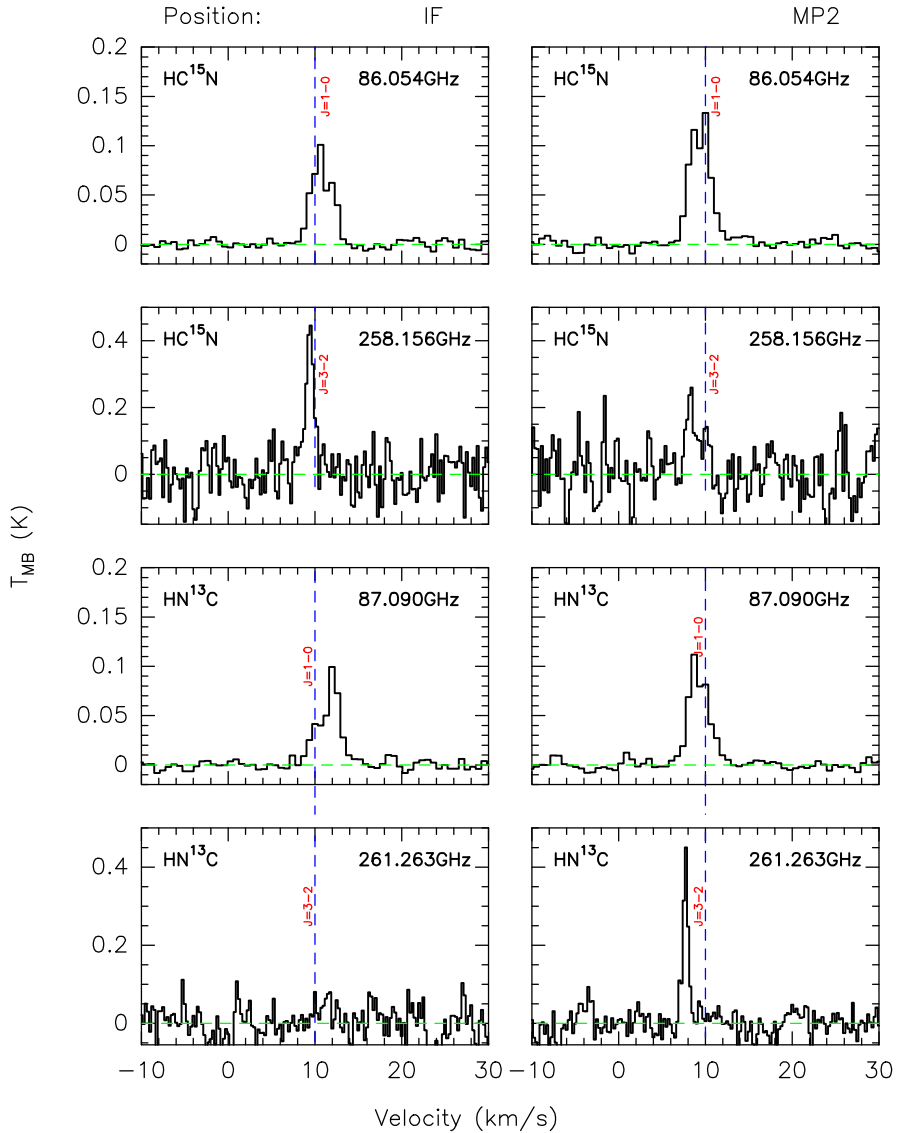 Position: IF MP2
HC15N 86.054GHz HC15N 86.054GHz
J=1-0 J=1-0
0.2
0.15
0.1
0.05
0
HC15N 258.156GHz HC15N 258.156GHz
J=3-2 J=3-2
0.4
0.2
0
TMB (K)
HN13C 87.090GHz HN13C 87.090GHz
J=1-0 J=1-0
0.2
0.15
0.1
0.05
0
HN13C 261.263GHz HN13C 261.263GHz
J=3-2 J=3-2
0.4
0.2
0
-10 0 10 20 30 -10 0 10 20 30
Velocity (km/s)